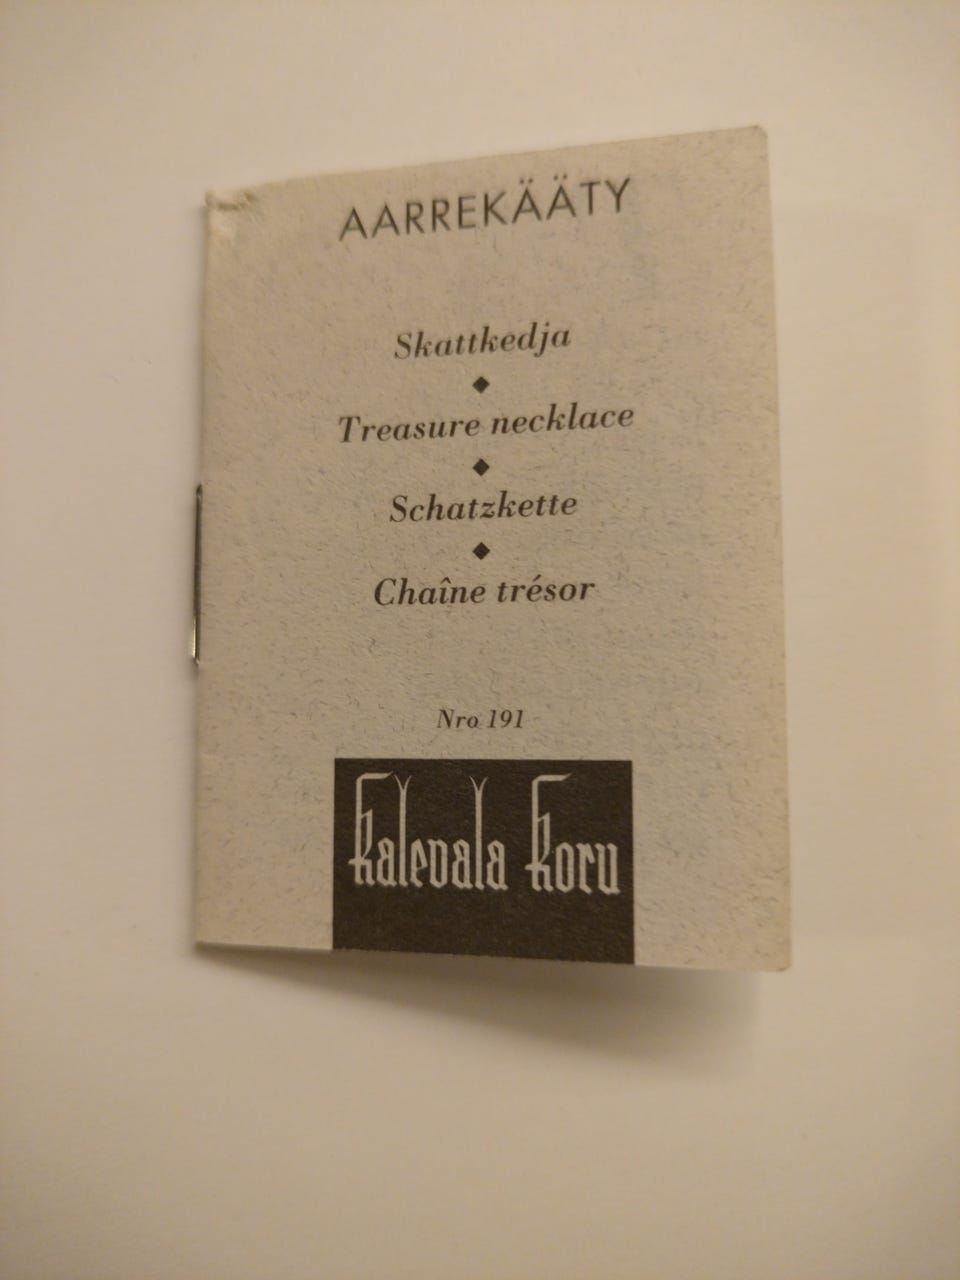 AARREKÄÄTY
Skattkedja
Treasure necklace
Schatzkette
Chaîne trésor
Nro 191
Kalevala Koru